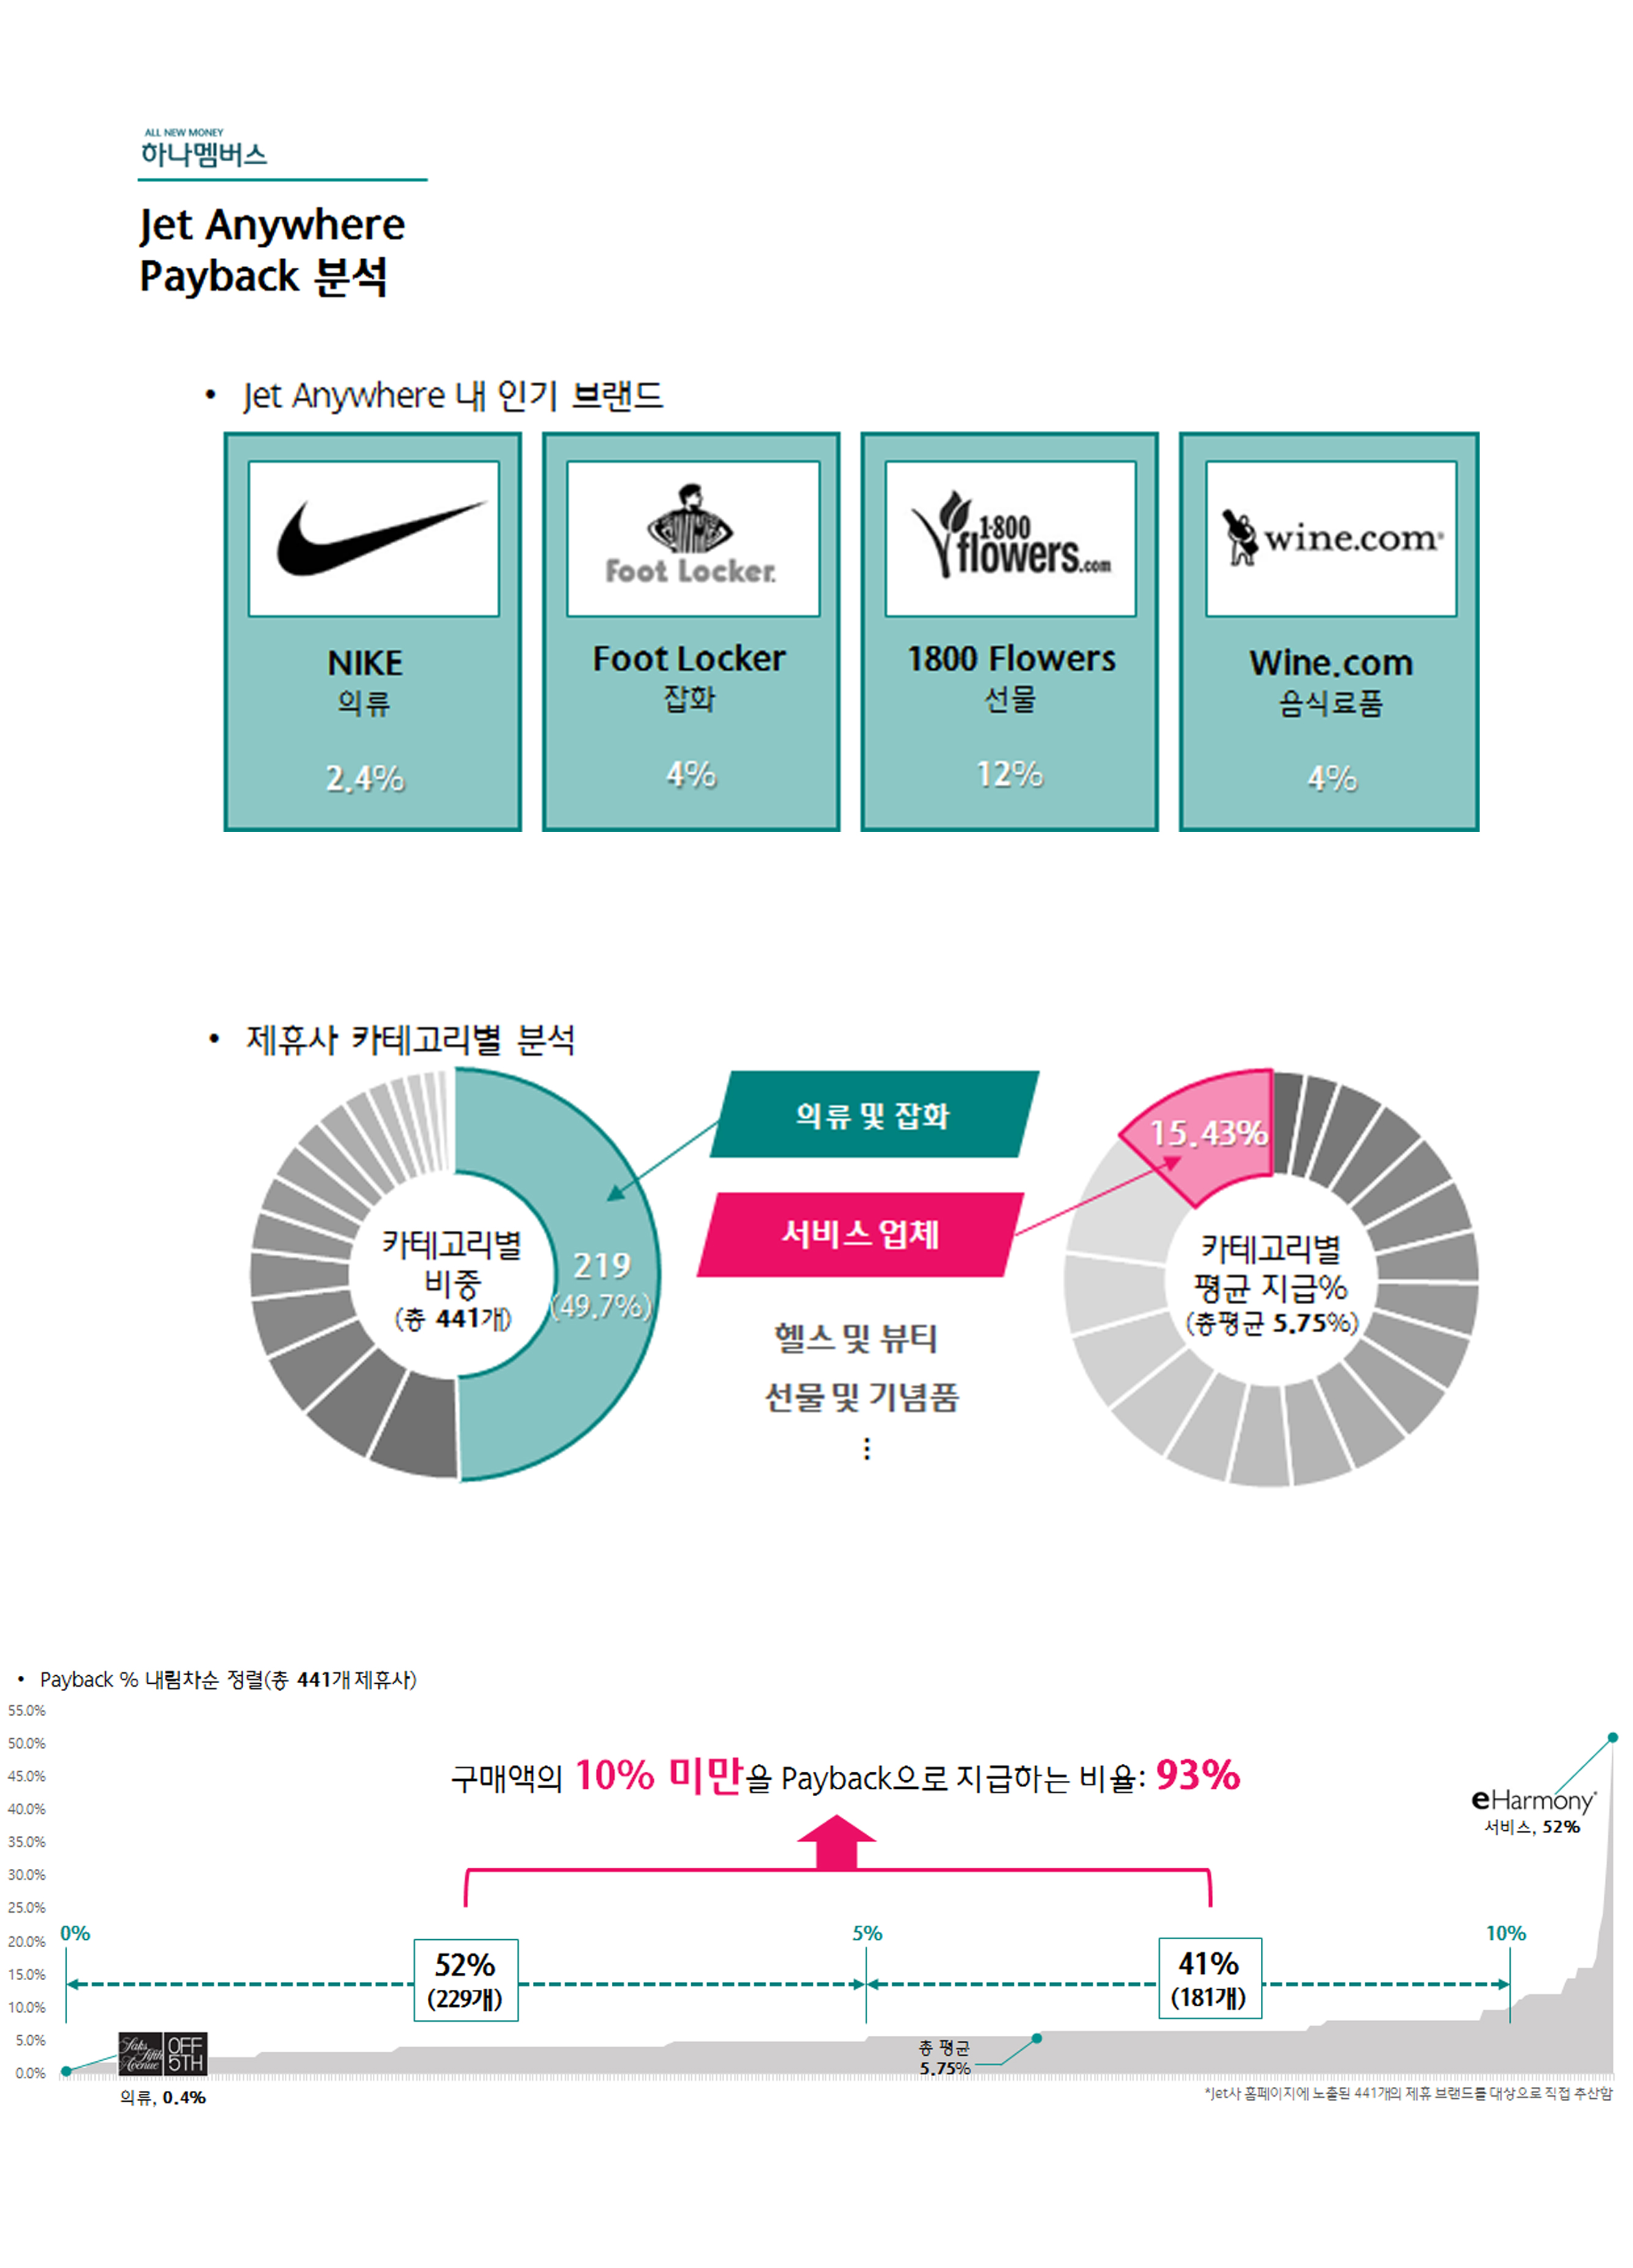 ALL NEW MONEY
하나멤버스
Jet Anywhere
Payback 분석
• Jet Anywhere 내 인기 브랜드
Foot Locker.
1·800
flowers.com
wine.com
NIKE
의류
2.4%
Foot Locker
잡화
4%
1800 Flowers
선물
12%
Wine.com
음식료품
4%
• 제휴사 카테고리별 분석
카테고리별
비중
(총 441개)
219
(49.7%)
의류 및 잡화
서비스 업체
헬스 및 뷰티
선물 및 기념품
⋮
15.43%
카테고리별
평균 지급%
(총평균 5.75%)
• Payback % 내림차순 정렬(총 441개 제휴사)
55.0%
50.0%
45.0%
40.0%
35.0%
30.0%
25.0%
20.0%
15.0%
10.0%
5.0%
0.0%
구매액의 10% 미만을 Payback으로 지급하는 비율: 93%
eHarmony
서비스, 52%
0%
5%
10%
52%
(229개)
41%
(181개)
Saks
Fifth
Avenue
OFF
5TH
의류, 0.4%
총 평균
5.75%
*Jet사 홈페이지에 노출된 441개의 제휴 브랜드를 대상으로 직접 추산함